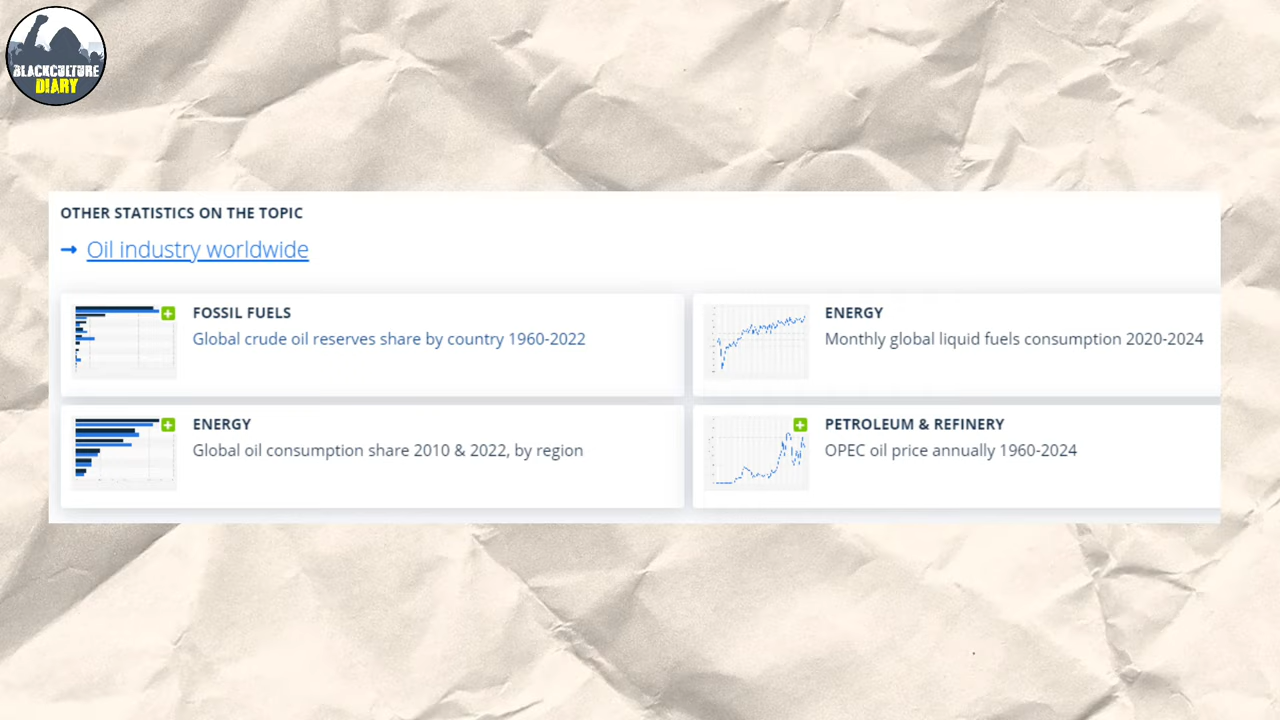 BLACKCULTURE
DIARY
OTHER STATISTICS ON THE TOPIC
→ Oil industry worldwide
FOSSIL FUELS
Global crude oil reserves share by country 1960-2022
ENERGY
Monthly global liquid fuels consumption 2020-2024
ENERGY
Global oil consumption share 2010 & 2022, by region
PETROLEUM & REFINERY
OPEC oil price annually 1960-2024